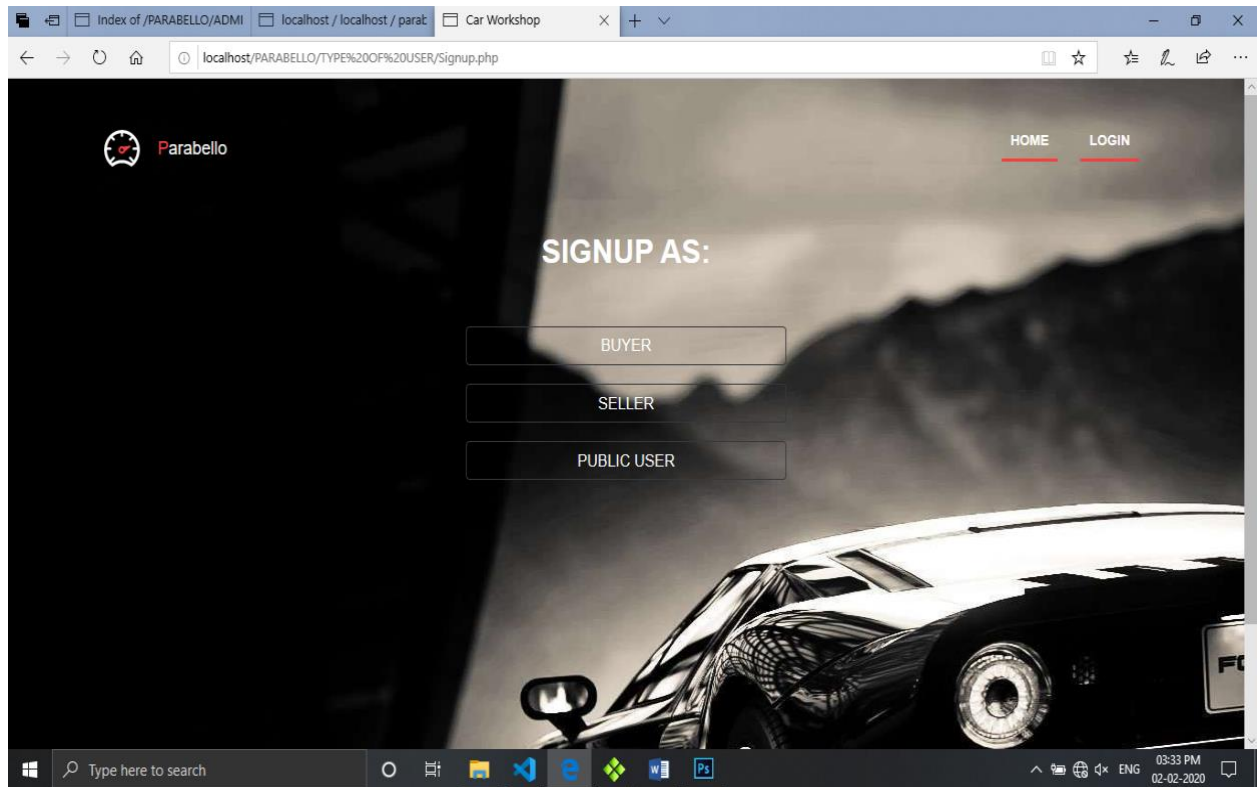 Index of /PARABELLO/ADMI
localhost / localhost / parab
Car Workshop
localhost/PARABELLO/TYPE%20OF%20USER/Signup.php
Parabello
HOME
LOGIN
SIGNUP AS:
BUYER
SELLER
PUBLIC USER
Type here to search
W
Ps
ENG
03:33 PM
02-02-2020